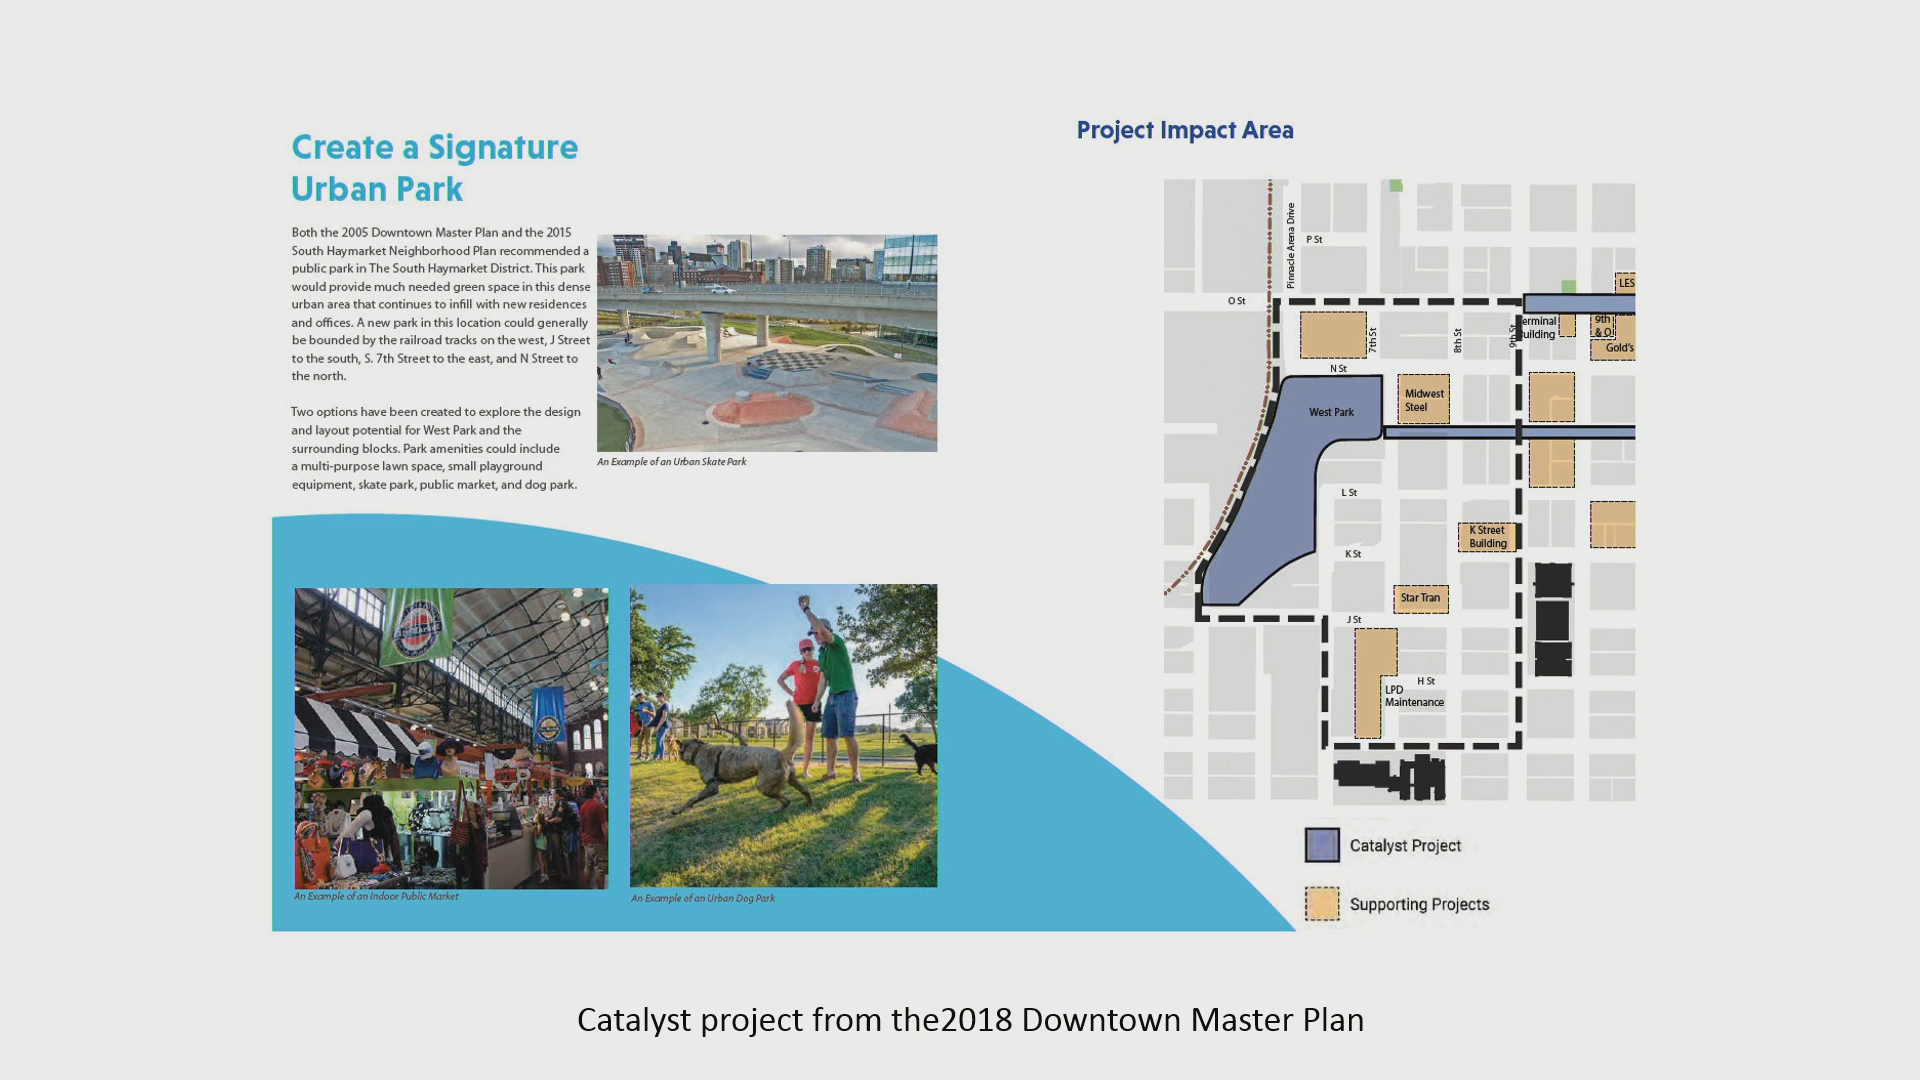 Create a Signature
Urban Park
Both the 2005 Downtown Master Plan and the 2015
South Haymarket Neighborhood Plan recommended a
public park in The South Haymarket District. This park
would provide much needed green space in this dense
urban area that continues to infill with new residences
and offices. A new park in this location could generally
be bounded by the railroad tracks on the west, J Street
to the south, S. 7th Street to the east, and N Street to
the north.
Two options have been created to explore the design
and layout potential for West Park and the
surrounding blocks. Park amenities could include
a multi-purpose lawn space, small playground
equipment, skate park, public market, and dog park.
An Example of an Urban Skate Park
An Example of an Indoor Public Market
An Example of an Urban Dog Park
Project Impact Area
Pinnacle Arena Drive
P St
O St
LES
7th St
8th St
9th St
erminal
uilding
9th
& O
Gold's
N St
West Park
Midwest
Steel
L St
K Street
Building
K St
Star Tran
J St
H St
LPD
Maintenance
Catalyst Project
Supporting Projects
Catalyst project from the2018 Downtown Master Plan